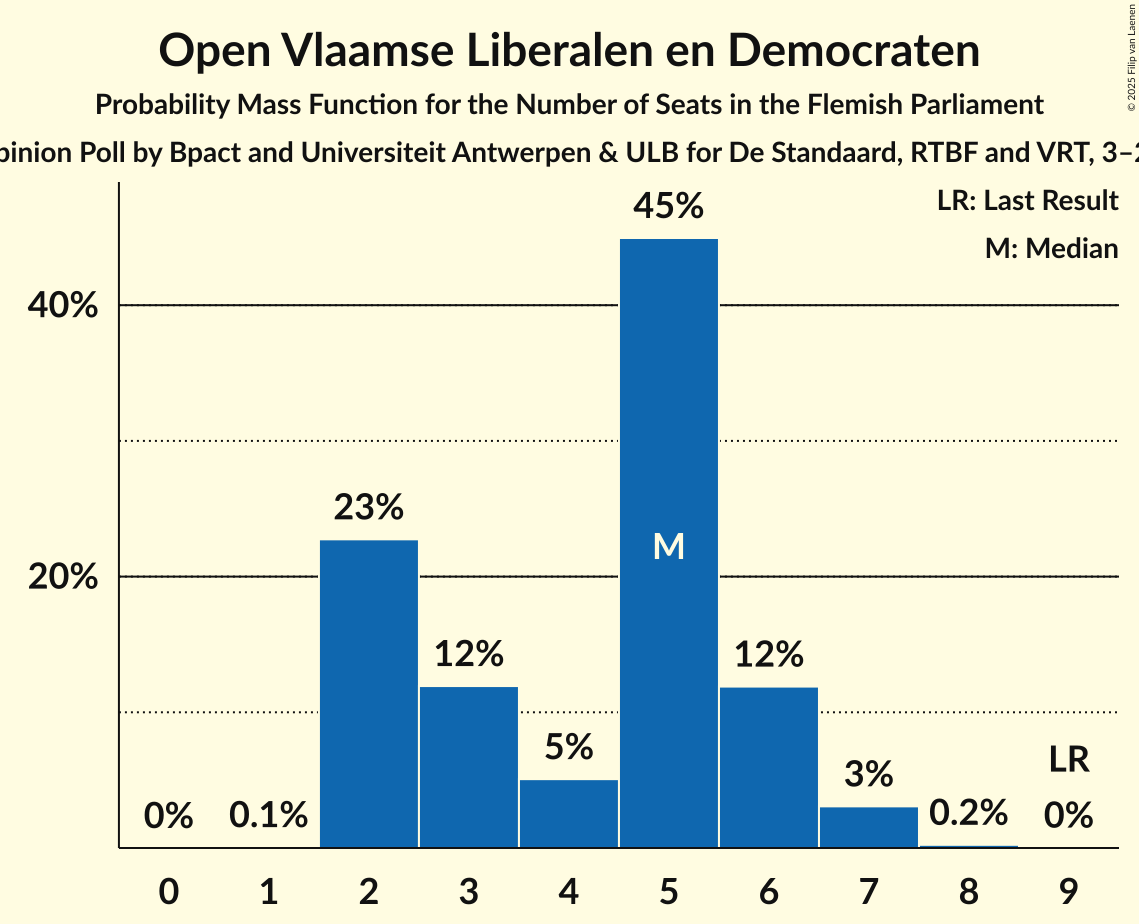 Open Vlaamse Liberalen en Democraten
Probability Mass Function for the Number of Seats in the Flemish Parliament
Poll by Bpact and Universiteit Antwerpen & ULB for De Standaard, RTBF and VRT,
© 2025 Filip van Laenen
LR: Last Result
M: Median
45%
40%
23%
M
20%
12%
12%
5%
3%
LR
0%
0.1%
0.2%
0%
0 1 2 3 4 5 6 7 8 9